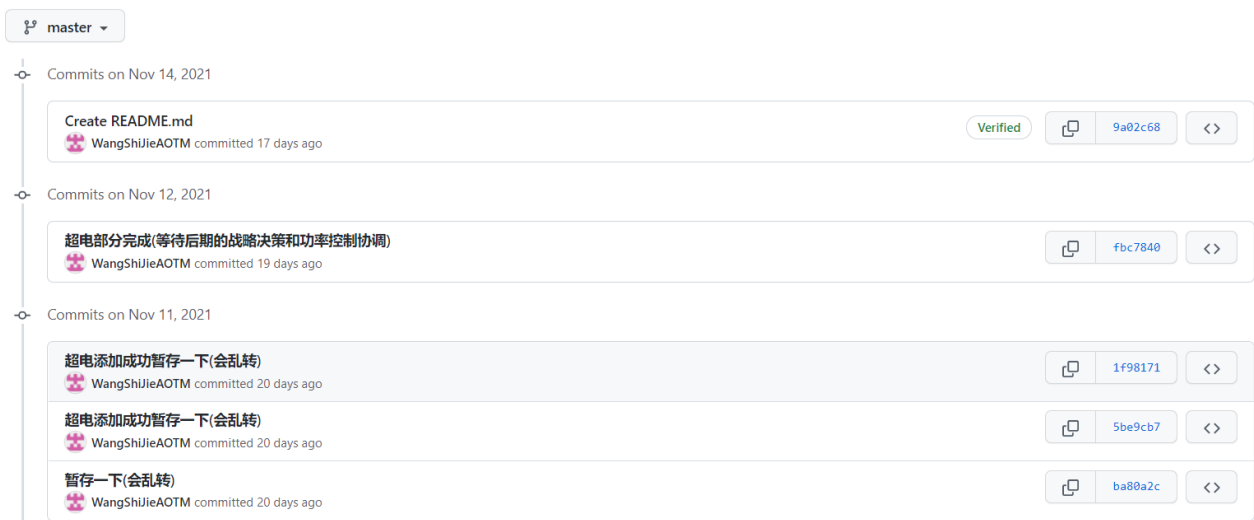 master
Commits on Nov 14, 2021
Create README.md
Verified
9a02c68
WangShiJieAOTM committed 17 days ago
Commits on Nov 12, 2021
超电部分完成(等待后期的战略决策和功率控制协调)
fbc7840
WangShiJieAOTM committed 19 days ago
Commits on Nov 11, 2021
超电添加成功暂存一下(会乱转)
1f98171
WangShiJieAOTM committed 20 days ago
超电添加成功暂存一下(会乱转)
5be9cb7
WangShiJieAOTM committed 20 days ago
暂存一下(会乱转)
ba80a2c
WangShiJieAOTM committed 20 days ago